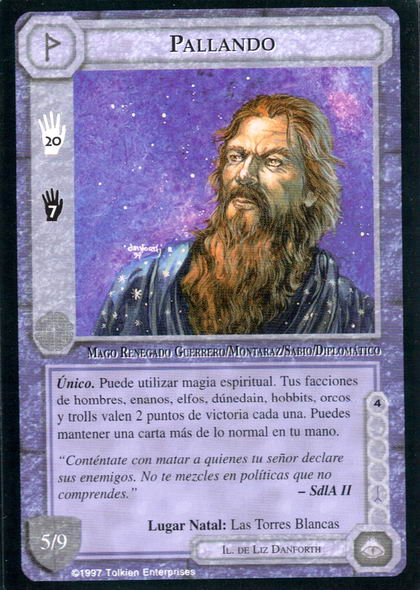 Pallando
20
7
danforth
97
Mago Renegado Guerrero/Montaraz/Sabio/Diplomático
Único. Puede utilizar magia espiritual. Tus facciones
de hombres, enanos, elfos, dúnedain, hobbits, orcos
y trolls valen 2 puntos de victoria cada una. Puedes
mantener una carta más de lo normal en tu mano.
4
“Conténtate con matar a quienes tu señor declare
sus enemigos. No te mezcles en políticas que no
comprendes.”
– SdlA II
Lugar Natal: Las Torres Blancas
5/9
Il. de Liz Danforth
©1997 Tolkien Enterprises